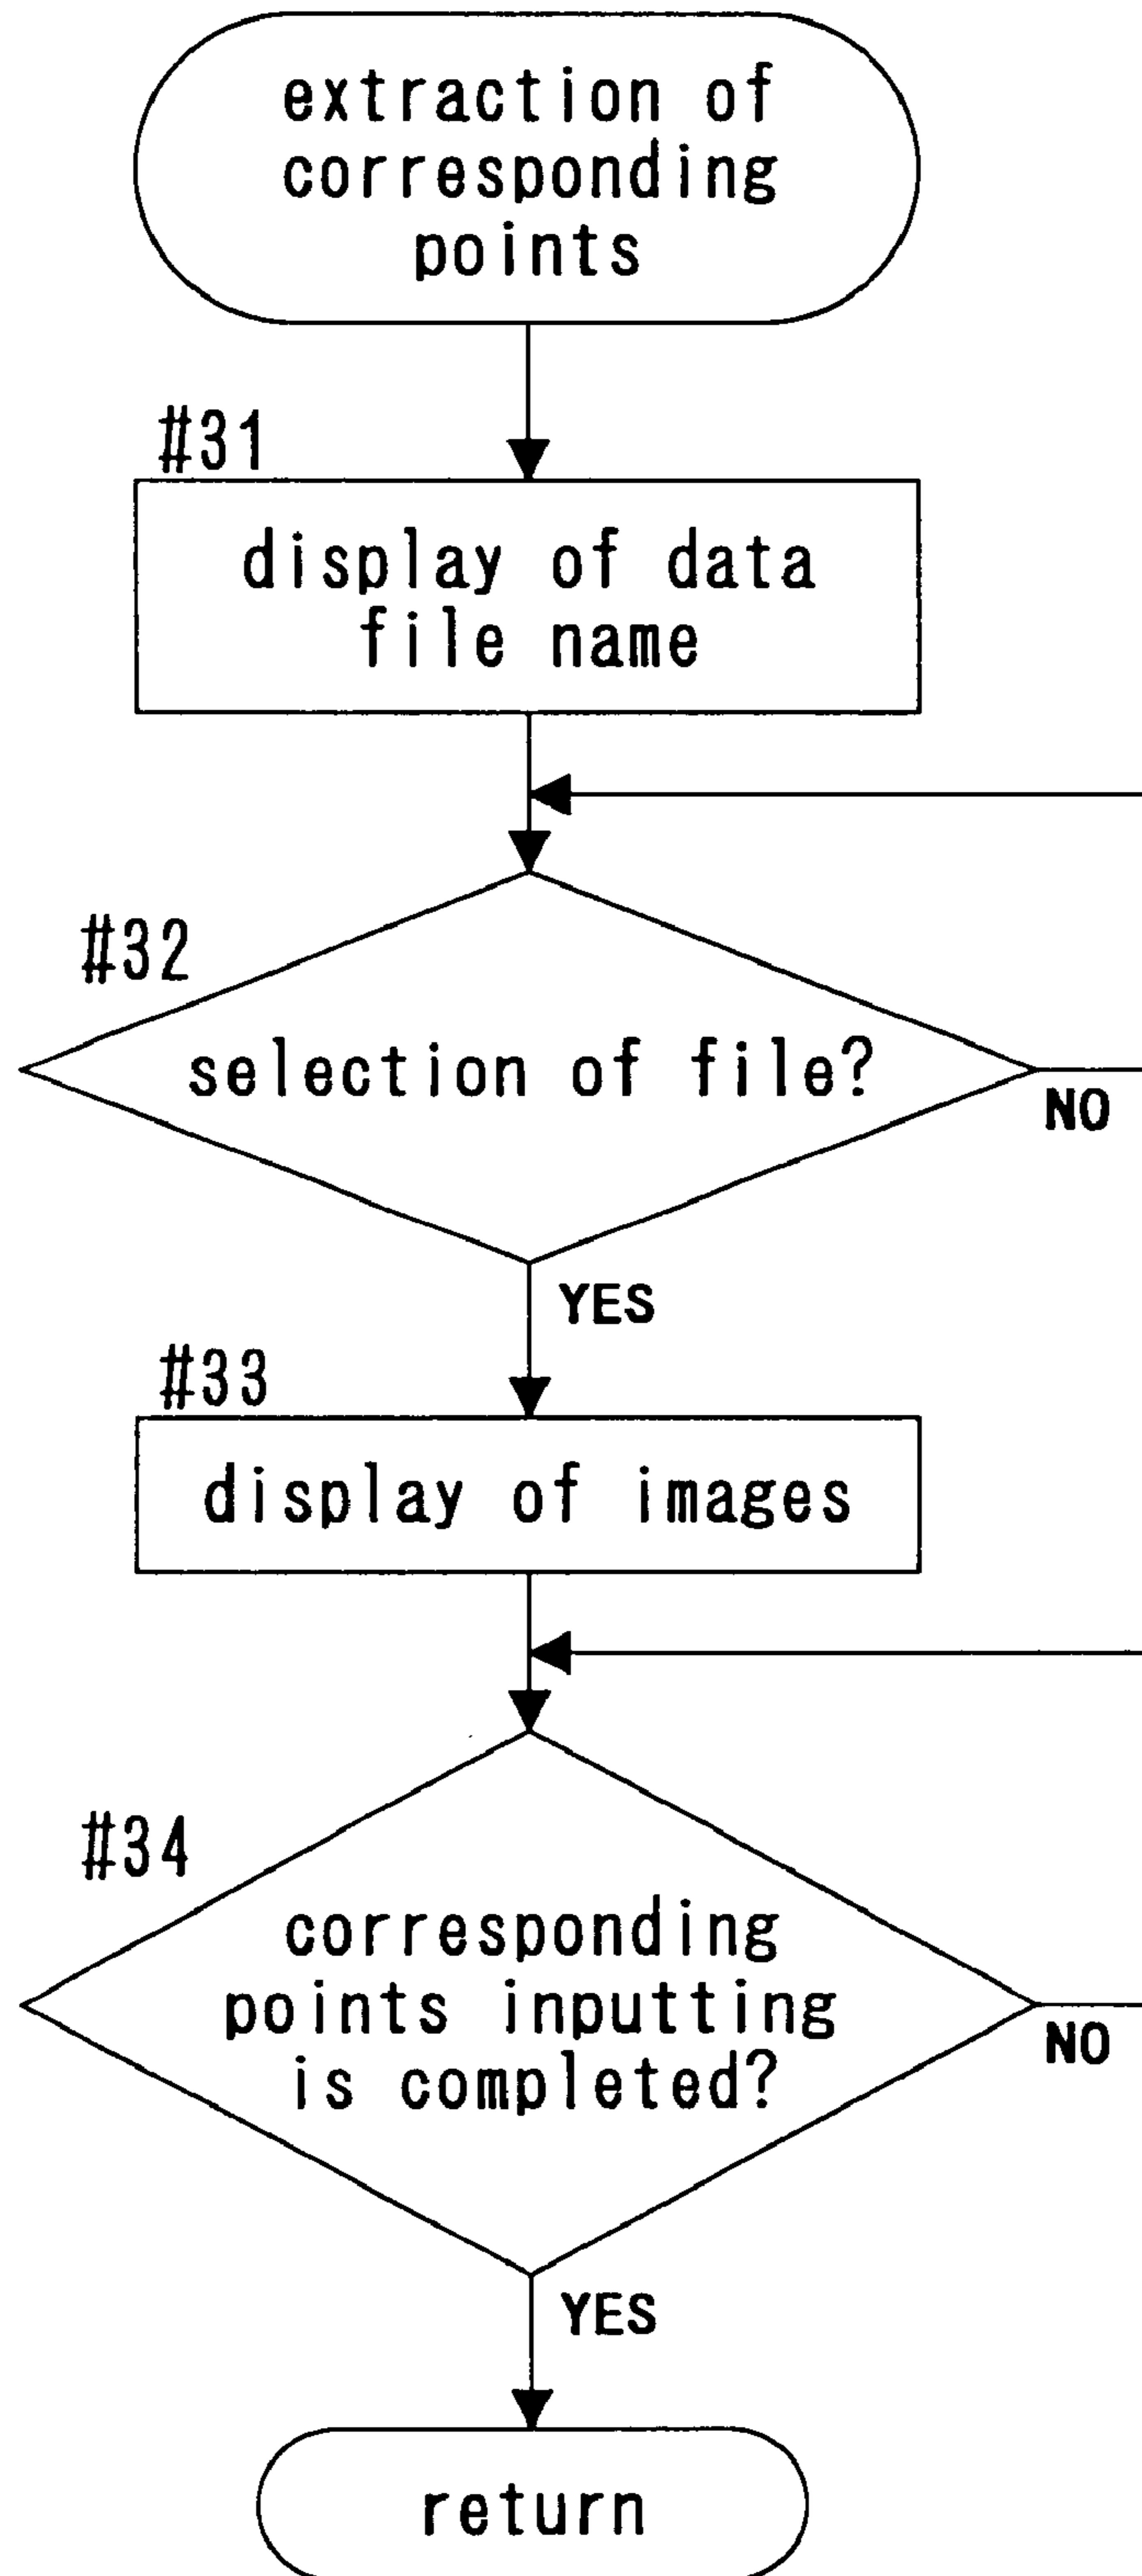 extraction of
corresponding
points
#31
display of data
file name
#32
selection of file?
NO
YES
#33
display of images
#34
corresponding
points inputting
is completed?
NO
YES
return